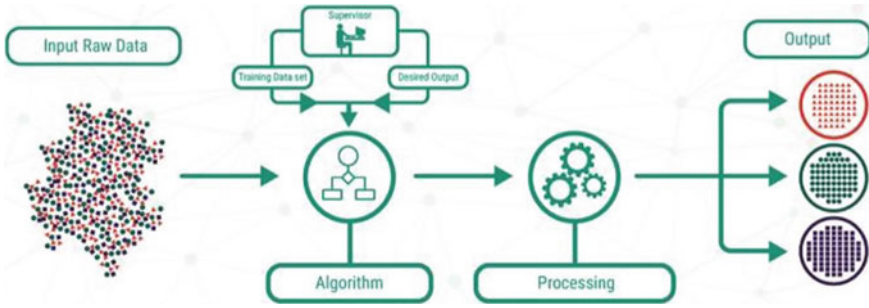 Supervisor
Input Raw Data
Output
Training Data set
Desired Output
Algorithm
Processing